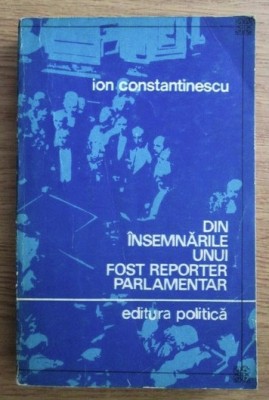 ion constantinescu
DIN
ÎNSEMNĂRILE
UNUI
FOST REPORTER
PARLAMENTAR
editura politică